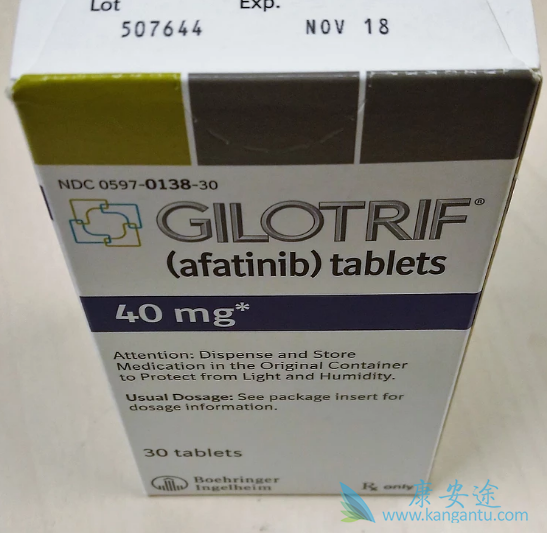 Lot Exp.
507644 NOV 18
NDC 0597-0138-30
GILOTRIF®
(afatinib) tablets
40 mg*
Attention: Dispense and Store
Medication in the Original Container
to Protect from Light and Humidity.
Usual Dosage: See package insert for
dosage information.
30 tablets
Boehringer
Ingelheim
Rx only
康安途
www.kangantu.com